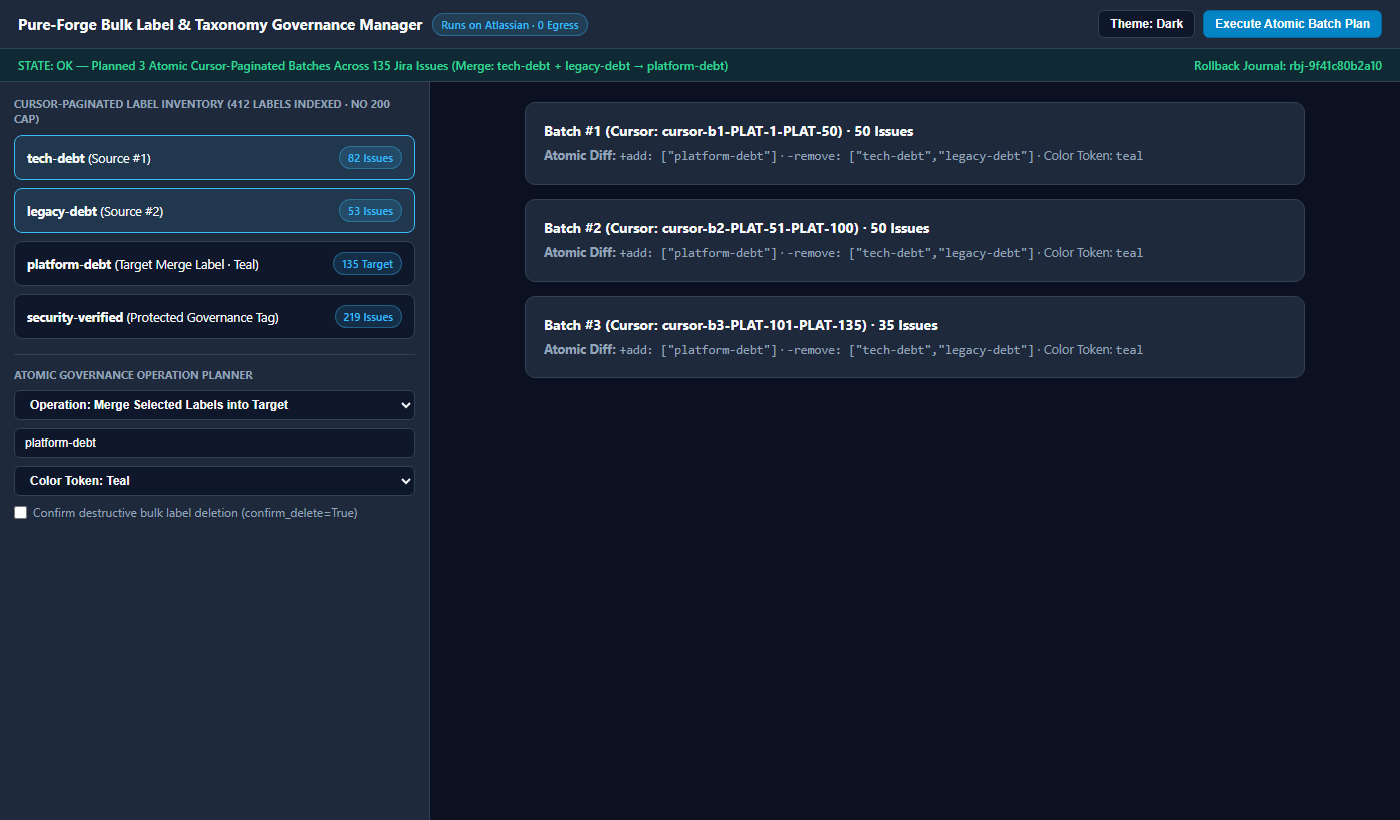 Pure-Forge Bulk Label & Taxonomy Governance Manager
Runs on Atlassian · 0 Egress
Theme: Dark
Execute Atomic Batch Plan
STATE: OK — Planned 3 Atomic Cursor-Paginated Batches Across 135 Jira Issues (Merge: tech-debt + legacy-debt → platform-debt)
Rollback Journal: rbj-9f41c80b2a10
CURSOR-PAGINATED LABEL INVENTORY (412 LABELS INDEXED · NO 200
CAP)
tech-debt (Source #1)
82 Issues
legacy-debt (Source #2)
53 Issues
platform-debt (Target Merge Label · Teal)
135 Target
security-verified (Protected Governance Tag)
219 Issues
ATOMIC GOVERNANCE OPERATION PLANNER
Operation: Merge Selected Labels into Target
platform-debt
Color Token: Teal
Confirm destructive bulk label deletion (confirm_delete=True)
Batch #1 (Cursor: cursor-b1-PLAT-1-PLAT-50) · 50 Issues
Atomic Diff: +add: ["platform-debt"] · -remove: ["tech-debt","legacy-debt"] · Color Token: teal
Batch #2 (Cursor: cursor-b2-PLAT-51-PLAT-100) · 50 Issues
Atomic Diff: +add: ["platform-debt"] · -remove: ["tech-debt","legacy-debt"] · Color Token: teal
Batch #3 (Cursor: cursor-b3-PLAT-101-PLAT-135) · 35 Issues
Atomic Diff: +add: ["platform-debt"] · -remove: ["tech-debt","legacy-debt"] · Color Token: teal